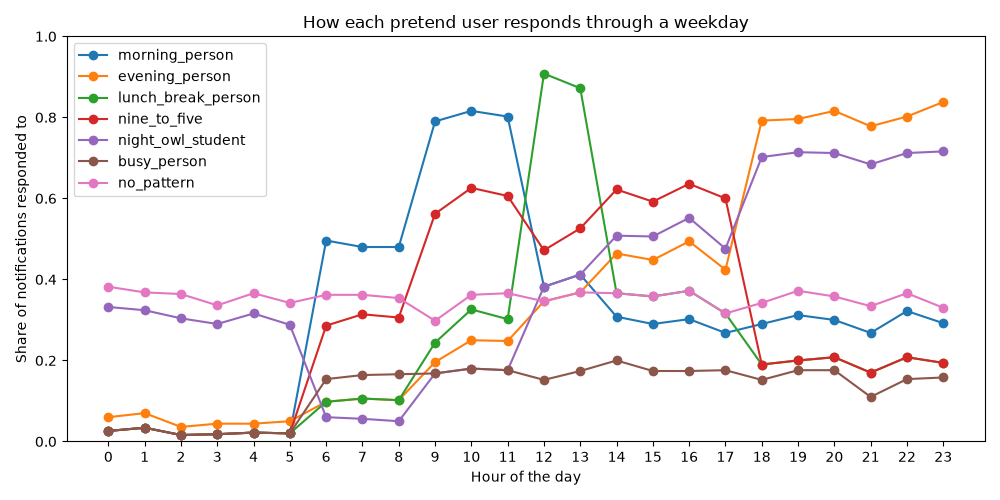 How each pretend user responds through a weekday
Share of notifications responded to
1.0
0.8
0.6
0.4
0.2
0.0
morning_person
evening_person
lunch_break_person
nine_to_five
night_owl_student
busy_person
no_pattern
0 1 2 3 4 5 6 7 8 9 10 11 12 13 14 15 16 17 18 19 20 21 22 23
Hour of the day